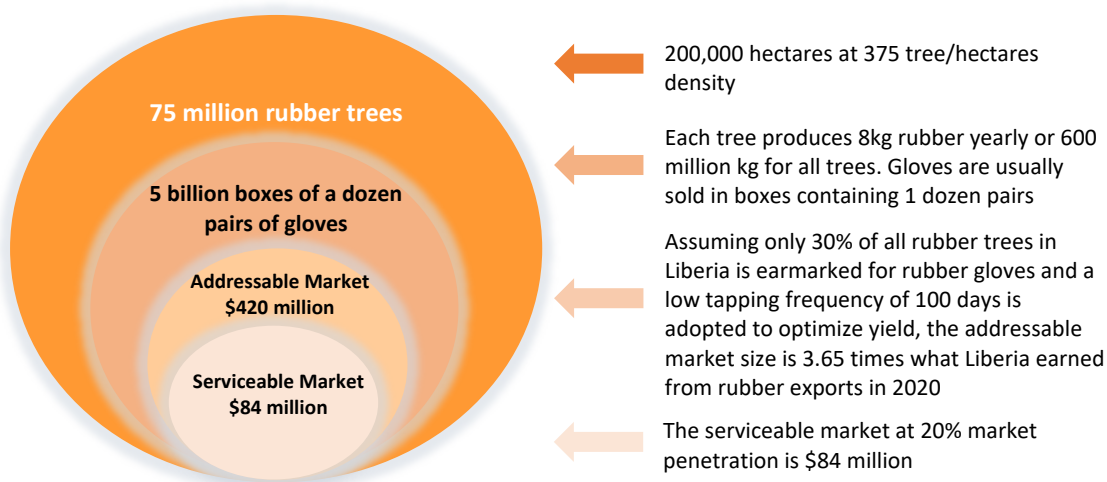 75 million rubber trees
200,000 hectares at 375 tree/hectares
density
5 billion boxes of a dozen
pairs of gloves
Each tree produces 8kg rubber yearly or 600
million kg for all trees. Gloves are usually
sold in boxes containing 1 dozen pairs
Addressable Market
$420 million
Assuming only 30% of all rubber trees in
Liberia is earmarked for rubber gloves and a
low tapping frequency of 100 days is
adopted to optimize yield, the addressable
market size is 3.65 times what Liberia earned
from rubber exports in 2020
Serviceable Market
$84 million
The serviceable market at 20% market
penetration is $84 million